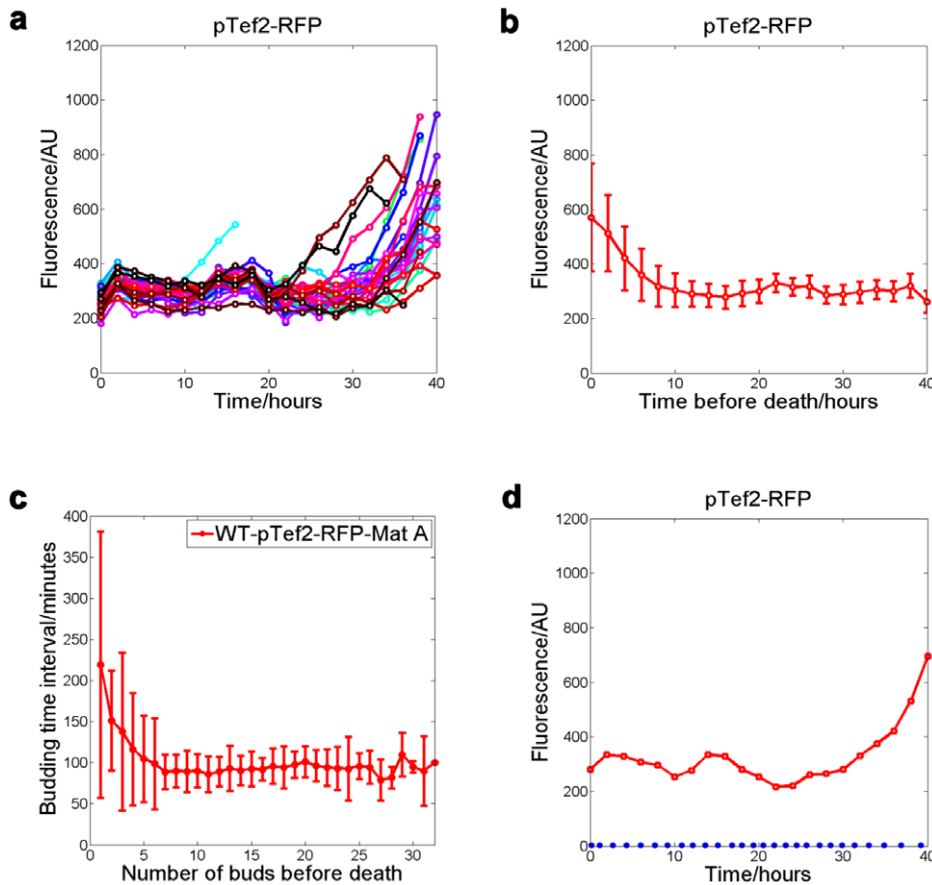 a
pTef2-RFP
Fluorescence/AU
1200
1000
800
600
400
200
0
0 10 20 30 40
Time/hours
b
pTef2-RFP
Fluorescence/AU
1200
1000
800
600
400
200
0
0 10 20 30 40
Time before death/hours
c
WT-pTef2-RFP-Mat A
Budding time interval/minutes
400
350
300
250
200
150
100
50
0
0 5 10 15 20 25 30
Number of buds before death
d
pTef2-RFP
Fluorescence/AU
1200
1000
800
600
400
200
0
0 10 20 30 40
Time/hours